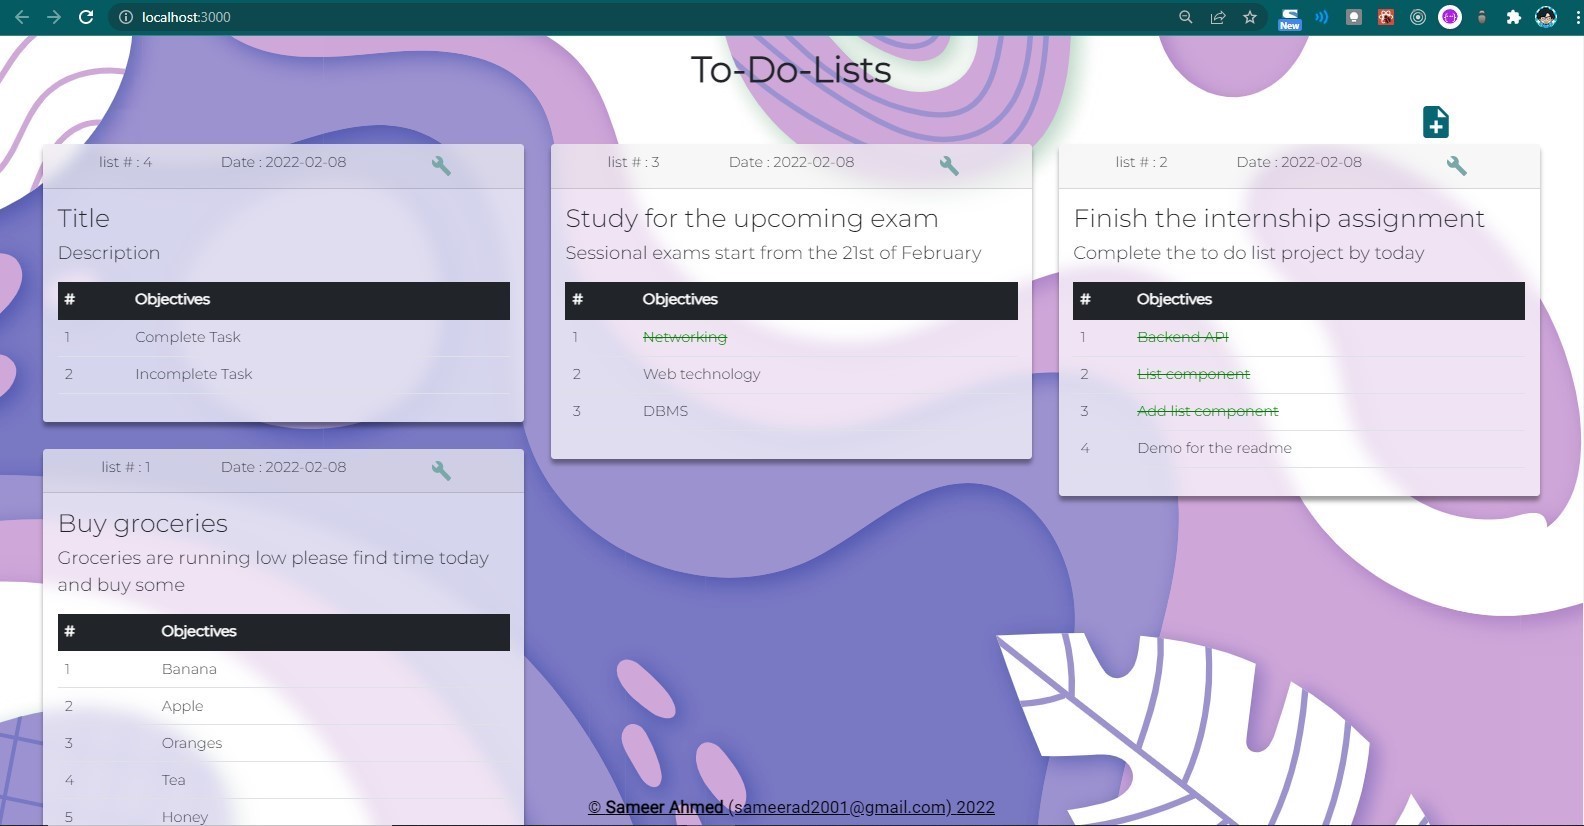 localhost:3000
New
To-Do-Lists
list # : 4 Date : 2022-02-08
Title
Description
# Objectives
1 Complete Task
2 Incomplete Task
list # : 3 Date : 2022-02-08
Study for the upcoming exam
Sessional exams start from the 21st of February
# Objectives
1 Networking
2 Web technology
3 DBMS
list # : 2 Date : 2022-02-08
Finish the internship assignment
Complete the to do list project by today
# Objectives
1 Backend API
2 List component
3 Add list component
4 Demo for the readme
list # : 1 Date : 2022-02-08
Buy groceries
Groceries are running low please find time today
and buy some
# Objectives
1 Banana
2 Apple
3 Oranges
4 Tea
5 Honey
© Sameer Ahmed (sameerad2001@gmail.com) 2022